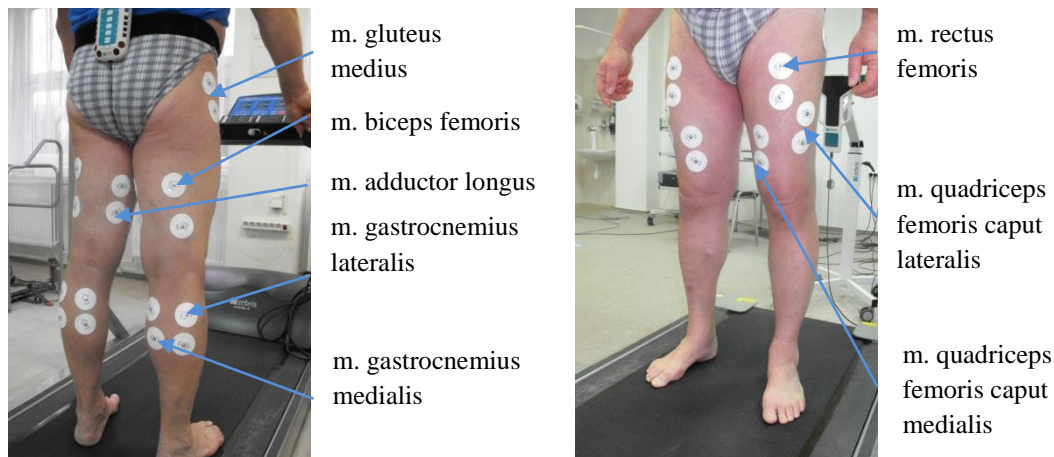 m. gluteus
medius
m. biceps femoris
m. adductor longus
m. gastrocnemius
lateralis
m. gastrocnemius
medialis
m. rectus
femoris
m. quadriceps
femoris caput
lateralis
m. quadriceps
femoris caput
medialis